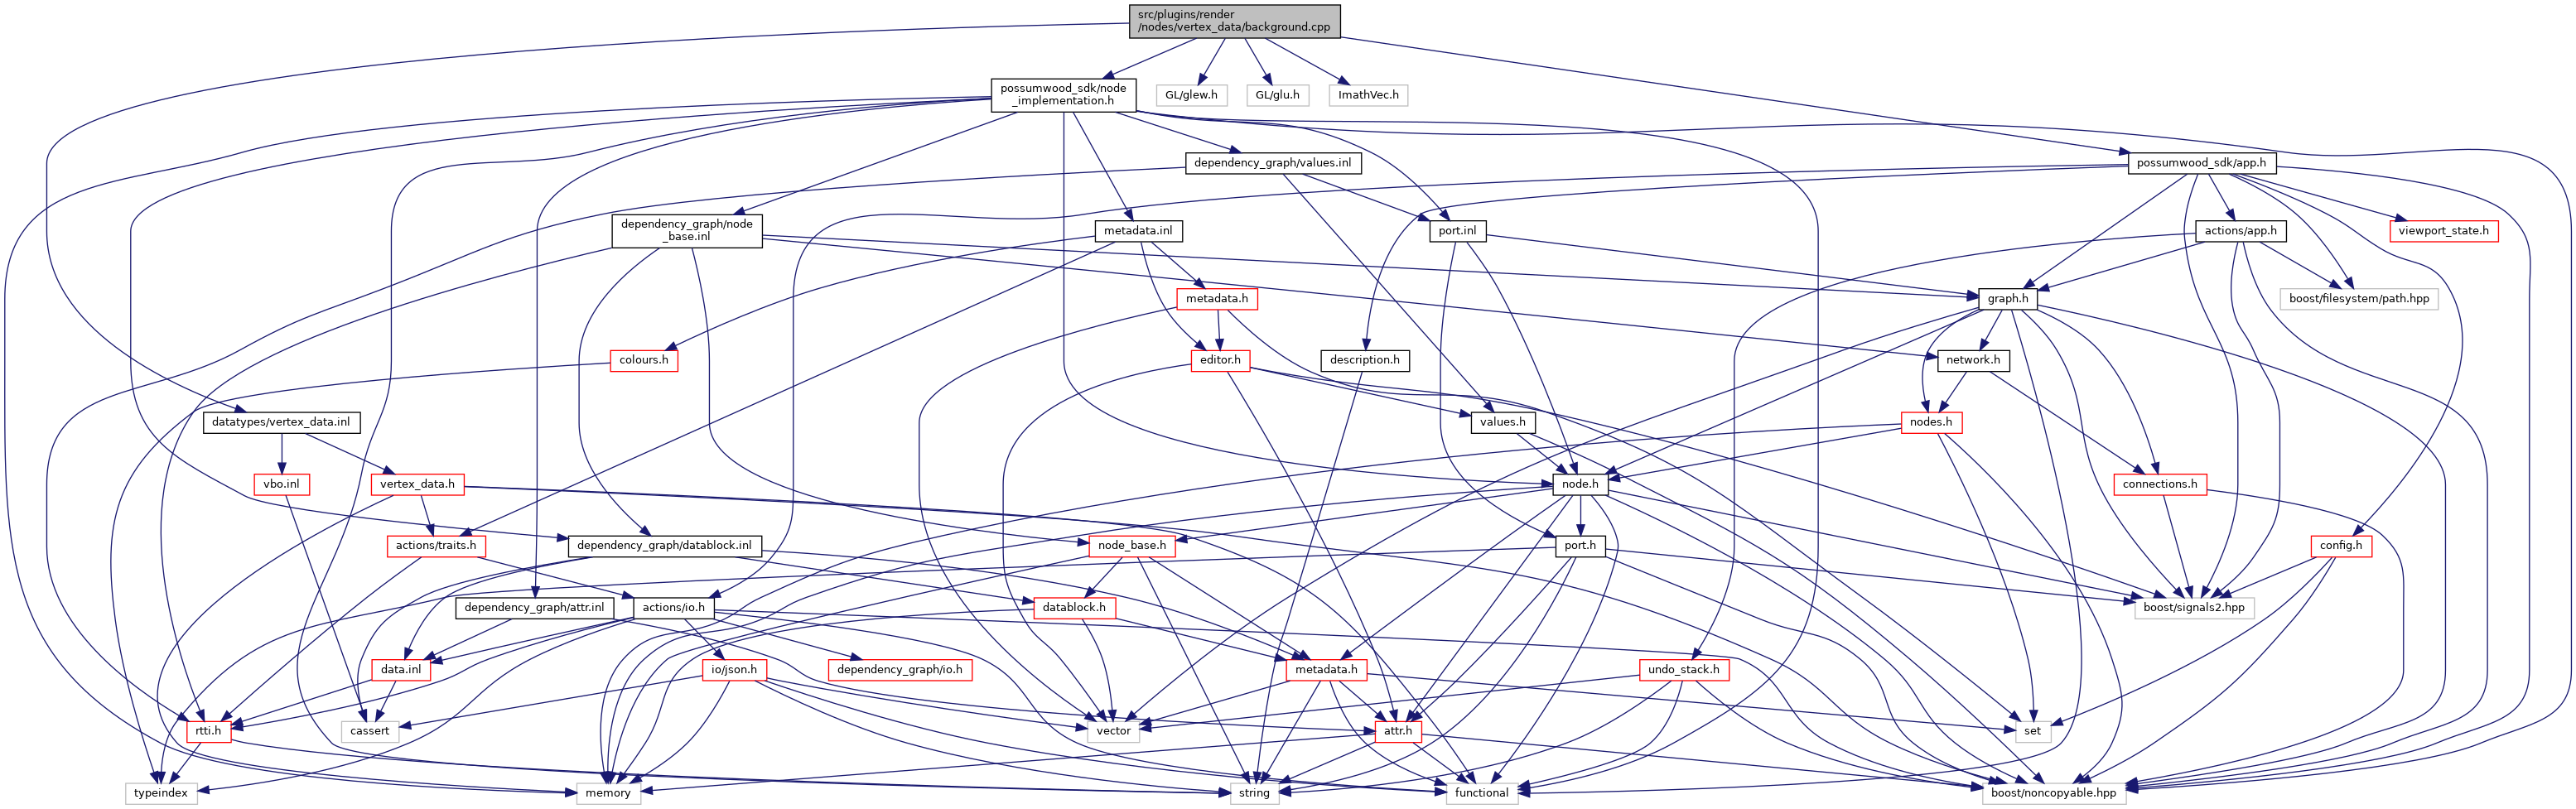 src/plugins/render
/nodes/vertex_data/background.cpp
possumwood_sdk/node
_implementation.h
GL/glew.h
GL/glu.h
ImathVec.h
dependency_graph/values.inl
possumwood_sdk/app.h
dependency_graph/node
_base.inl
metadata.inl
port.inl
actions/app.h
viewport_state.h
metadata.h
graph.h
boost/filesystem/path.hpp
colours.h
editor.h
description.h
network.h
datatypes/vertex_data.inl
values.h
nodes.h
vbo.inl
vertex_data.h
node.h
connections.h
actions/traits.h
dependency_graph/datablock.inl
node_base.h
port.h
config.h
dependency_graph/attr.inl
actions/io.h
datablock.h
boost/signals2.hpp
data.inl
io/json.h
dependency_graph/io.h
metadata.h
undo_stack.h
rtti.h
cassert
vector
attr.h
set
typeindex
memory
string
functional
boost/noncopyable.hpp